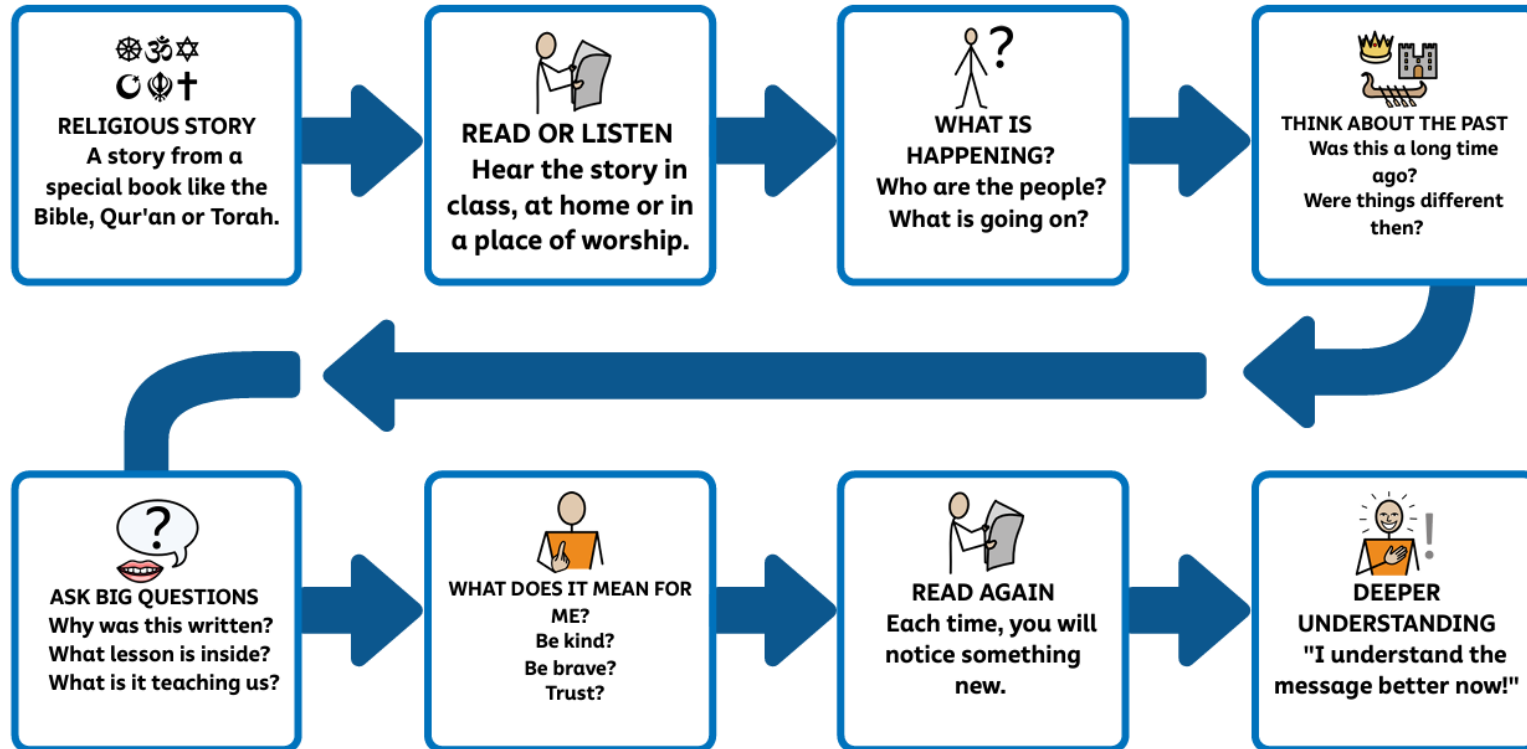 RELIGIOUS STORY
A story from a
special book like the
Bible, Qur'an or Torah.
READ OR LISTEN
Hear the story in
class, at home or in
a place of worship.
?
WHAT IS
HAPPENING?
Who are the people?
What is going on?
THINK ABOUT THE PAST
Was this a long time
ago?
Were things different
then?
?
ASK BIG QUESTIONS
Why was this written?
What lesson is inside?
What is it teaching us?
WHAT DOES IT MEAN FOR
ME?
Be kind?
Be brave?
Trust?
READ AGAIN
Each time, you will
notice something
new.
!
DEEPER
UNDERSTANDING
"I understand the
message better now!"